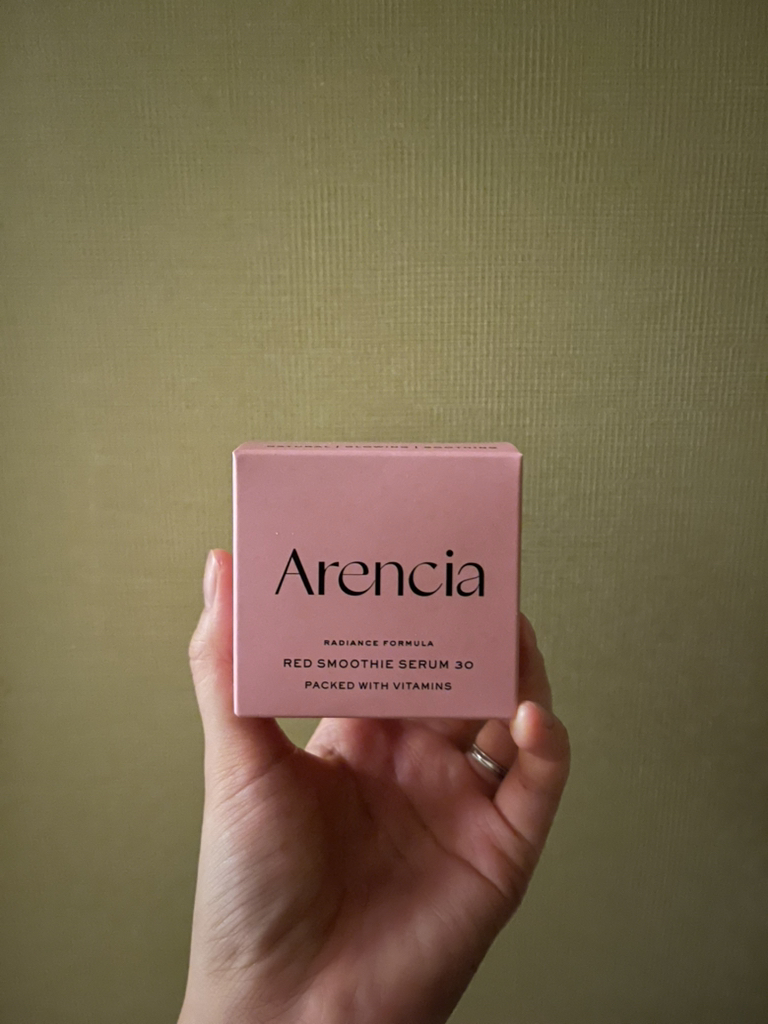 Arencia
RADIANCE FORMULA
RED SMOOTHIE SERUM 30
PACKED WITH VITAMINS